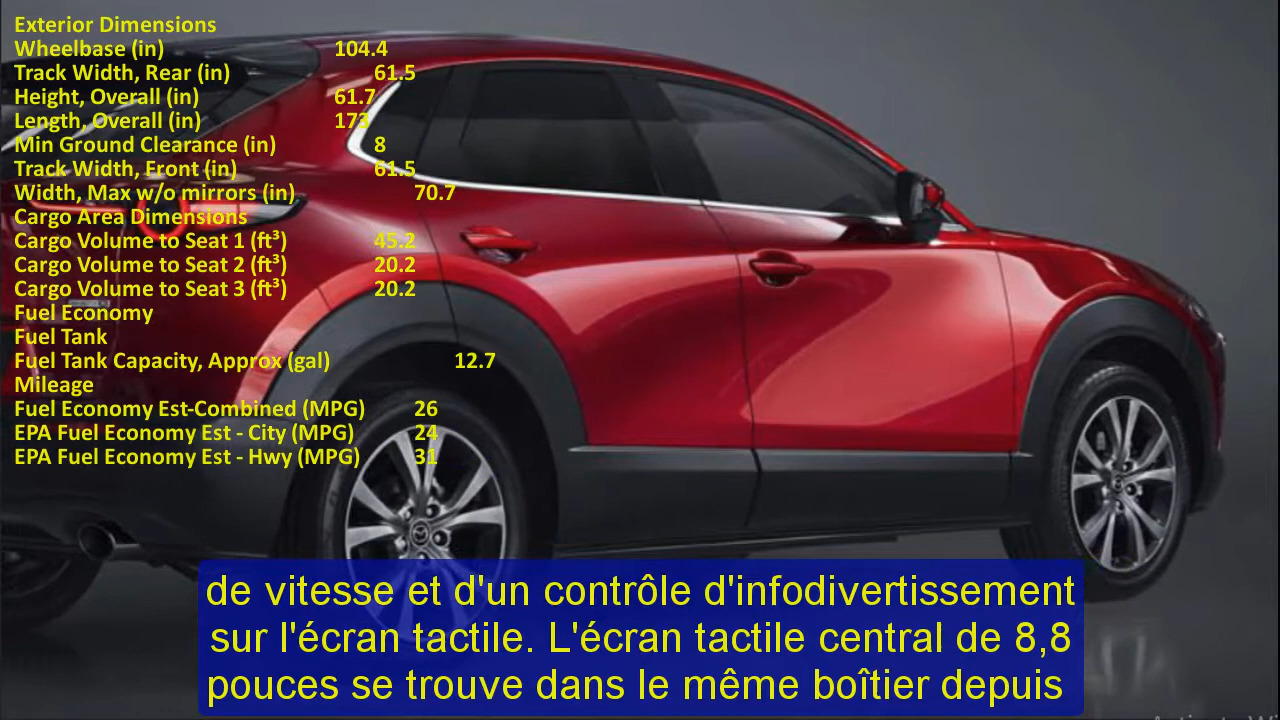 Exterior Dimensions
Wheelbase (in) 104.4
Track Width, Rear (in) 61.5
Height, Overall (in) 61.7
Length, Overall (in) 173
Min Ground Clearance (in) 8
Track Width, Front (in) 61.5
Width, Max w/o mirrors (in) 70.7
Cargo Area Dimensions
Cargo Volume to Seat 1 (ft³) 45.2
Cargo Volume to Seat 2 (ft³) 20.2
Cargo Volume to Seat 3 (ft³) 20.2
Fuel Economy
Fuel Tank
Fuel Tank Capacity, Approx (gal) 12.7
Mileage
Fuel Economy Est-Combined (MPG) 26
EPA Fuel Economy Est - City (MPG) 24
EPA Fuel Economy Est - Hwy (MPG) 31
de vitesse et d'un contrôle d'infodivertissement
sur l'écran tactile. L'écran tactile central de 8,8
pouces se trouve dans le même boîtier depuis